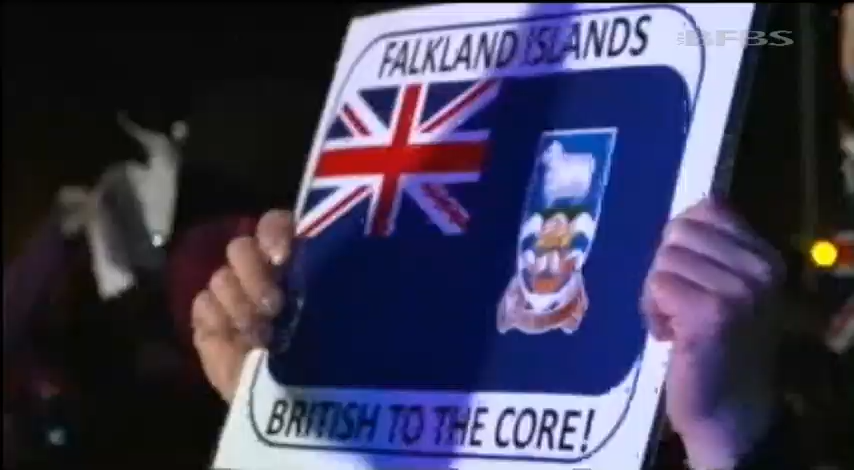 BFBS
FALKLAND ISLANDS
BRITISH TO THE CORE!